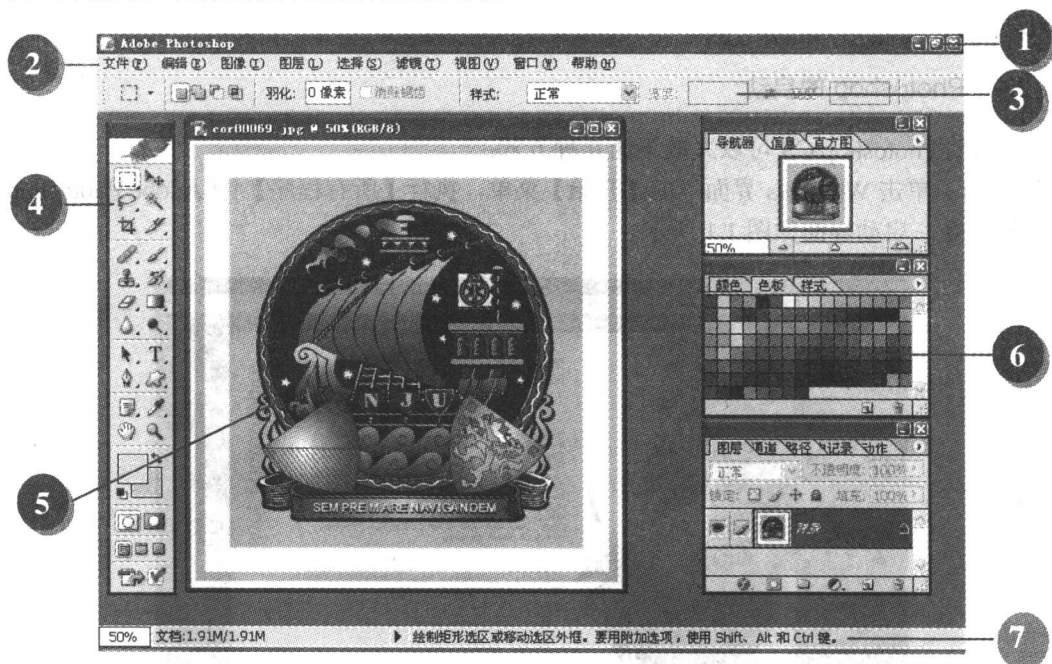 Adobe Photoshop
1
2
文件(F) 编辑(E) 图像(I) 图层(L) 选择(S) 滤镜(T) 视图(V) 窗口(W) 帮助(H)
羽化: 0 像素 消除锯齿 样式: 正常 宽度:
3
cor00069.jpg @ 50%(RGB/8)
导航器 信息 直方图
4
50%
颜色 色板 样式
6
N J U
图层 通道 路径 史记录 动作
正常 不透明度: 100%
5
锁定: 填充: 100%
SEMPRE MARE NAVIGANDEM
背景
50% 文档:1.91M/1.91M 绘制矩形选区或移动选区外框。要用附加选项，使用 Shift、Alt 和 Ctrl 键。
7